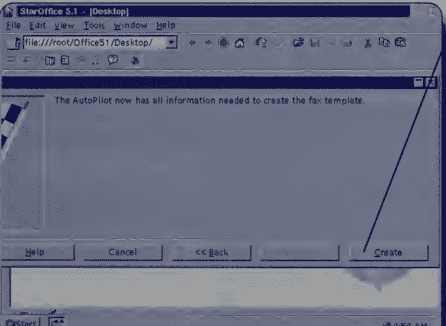 StarOffice 5.1 - [Desktop]
File Edit View Tools Window Help
file:///root/Office51/Desktop/
The AutoPilot now has all information needed to create the fax template.
Help Cancel << Back Create
Start